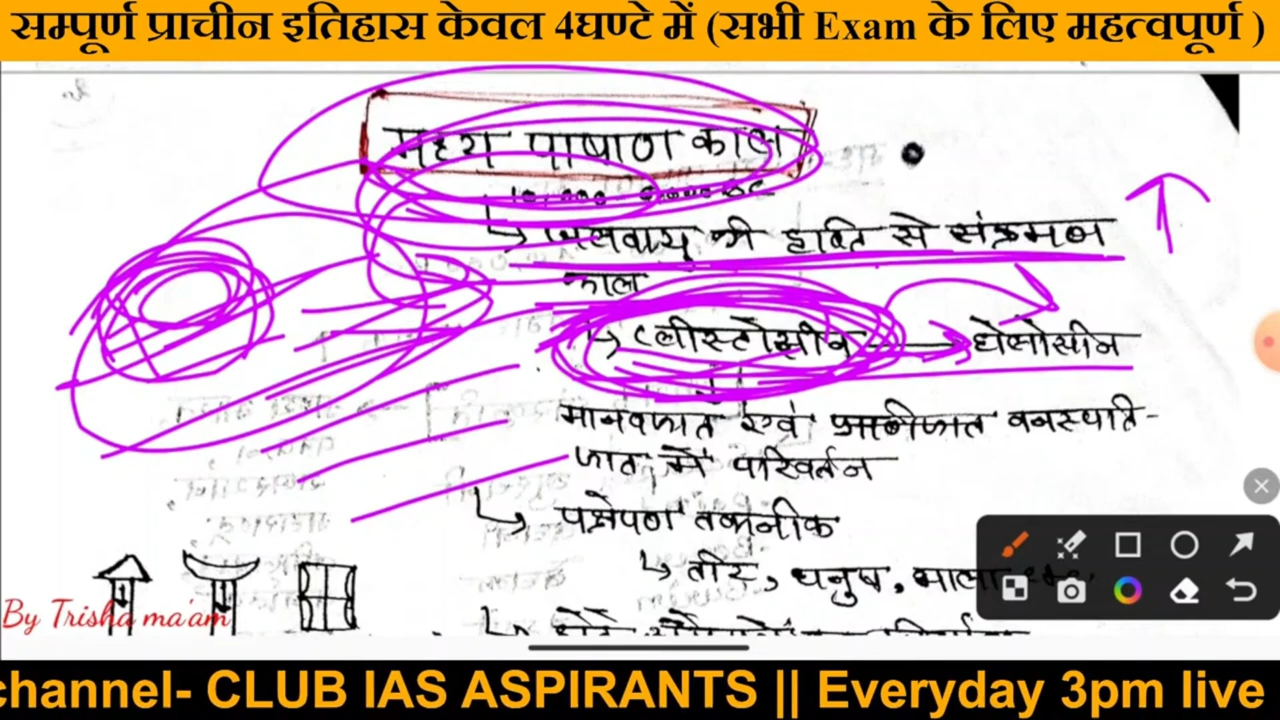 सम्पूर्ण प्राचीन इतिहास केवल 4घण्टे में (सभी Exam के लिए महत्वपूर्ण )
मध्य पाषाण काल
जलवायु की दृष्टि से संक्रमण
काल
प्लीस्टोसीन → होलोसीन
मानवजात एवं वनस्पति-
जात में परिवर्तन
प्रक्षेपण तकनीक
तीर, धनुष, भाला etc.
By Trisha ma'am
channel- CLUB IAS ASPIRANTS || Everyday 3pm live